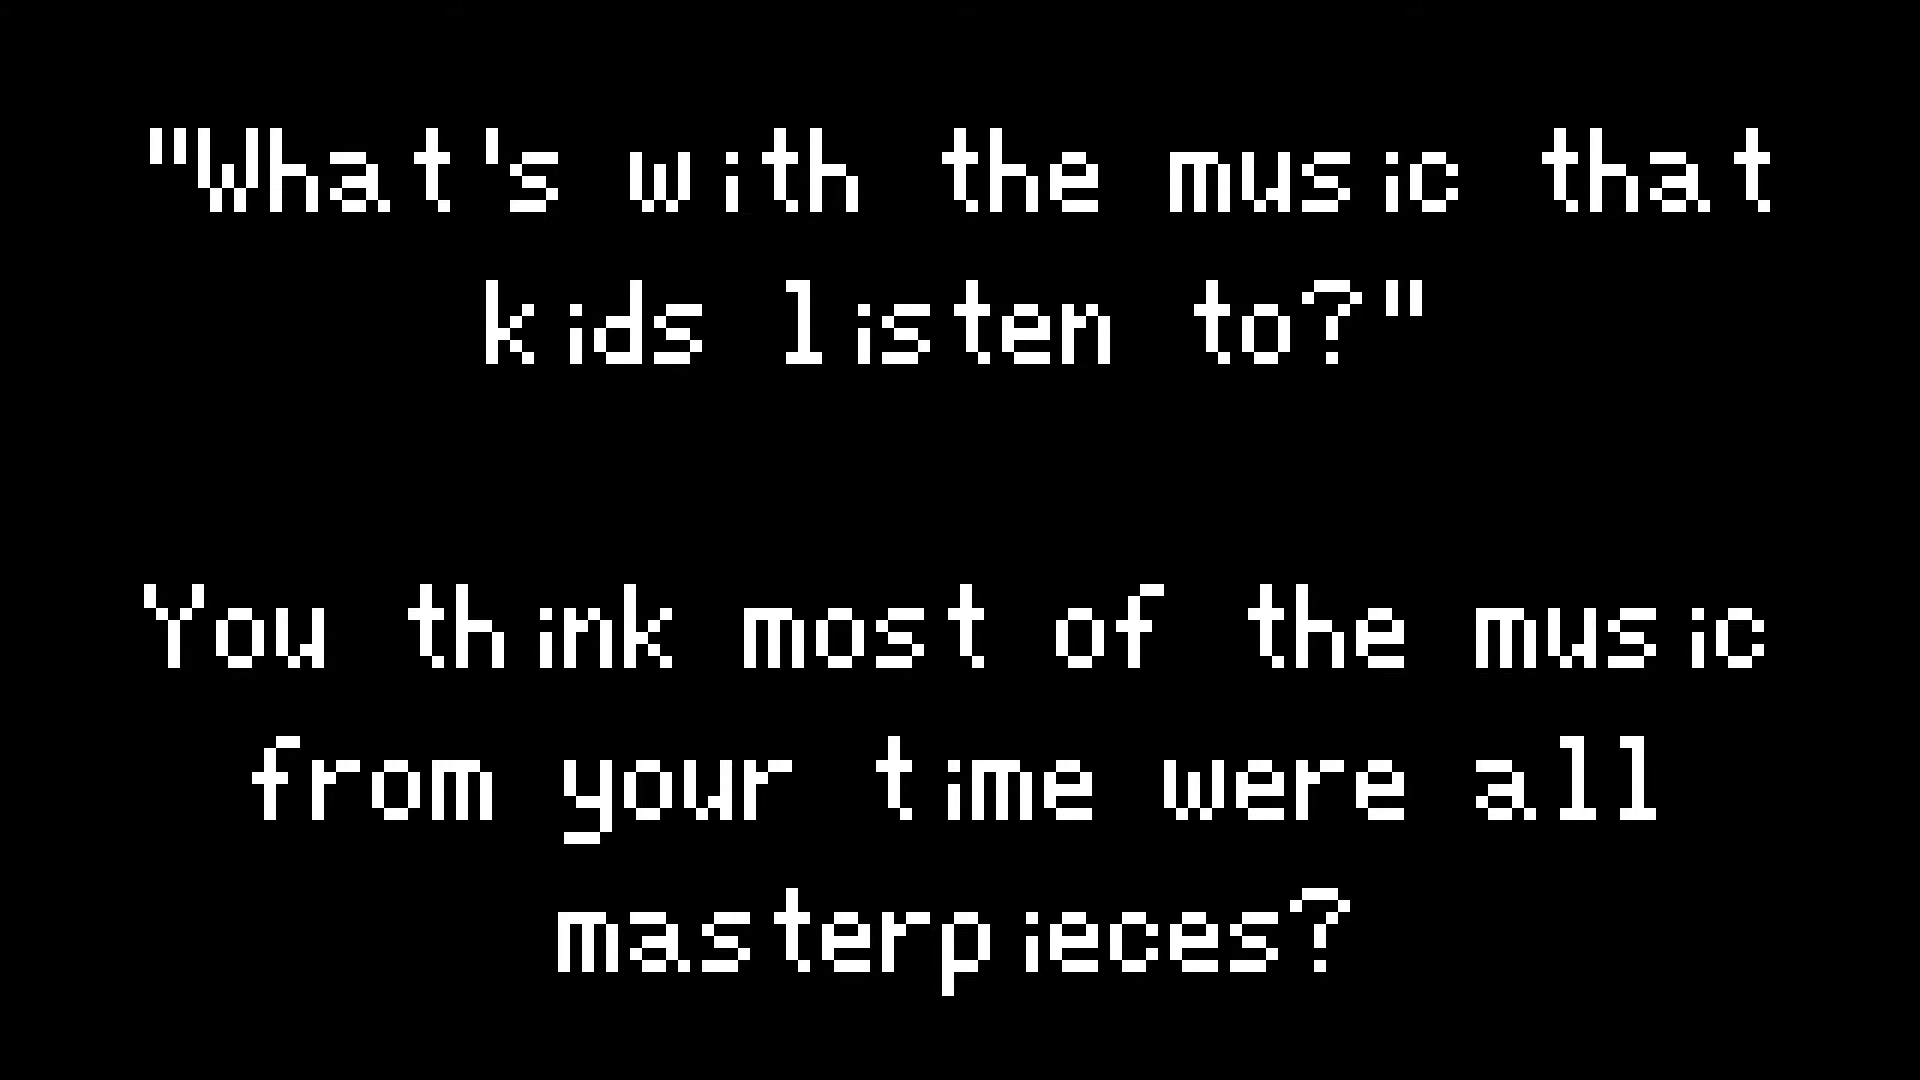 "What's with the music that
kids listen to?"
You think most of the music
from your time were all
masterpieces?